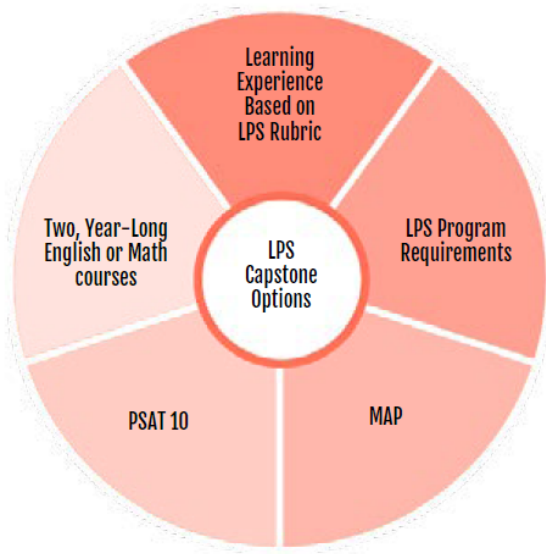 Learning
Experience
Based on
LPS Rubric
Two, Year-Long
English or Math
courses
LPS
Capstone
Options
LPS Program
Requirements
PSAT 10
MAP